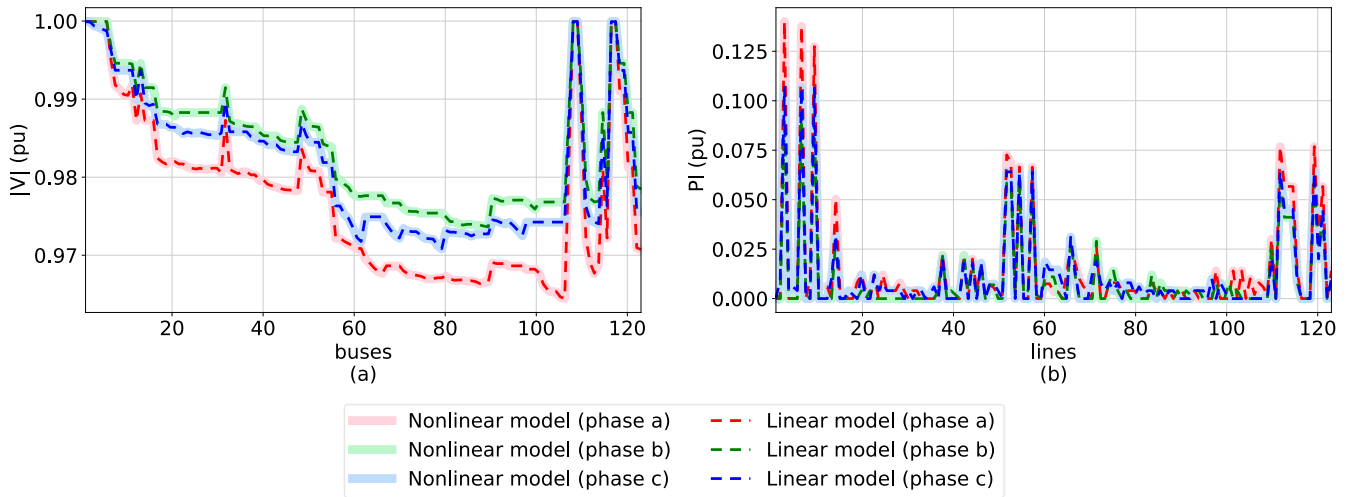 1.00
0.99
0.98
0.97
|V| (pu)
20 40 60 80 100 120
buses
(a)
0.125
0.100
0.075
0.050
0.025
0.000
Pl (pu)
20 40 60 80 100 120
lines
(b)
Nonlinear model (phase a)
Nonlinear model (phase b)
Nonlinear model (phase c)
Linear model (phase a)
Linear model (phase b)
Linear model (phase c)